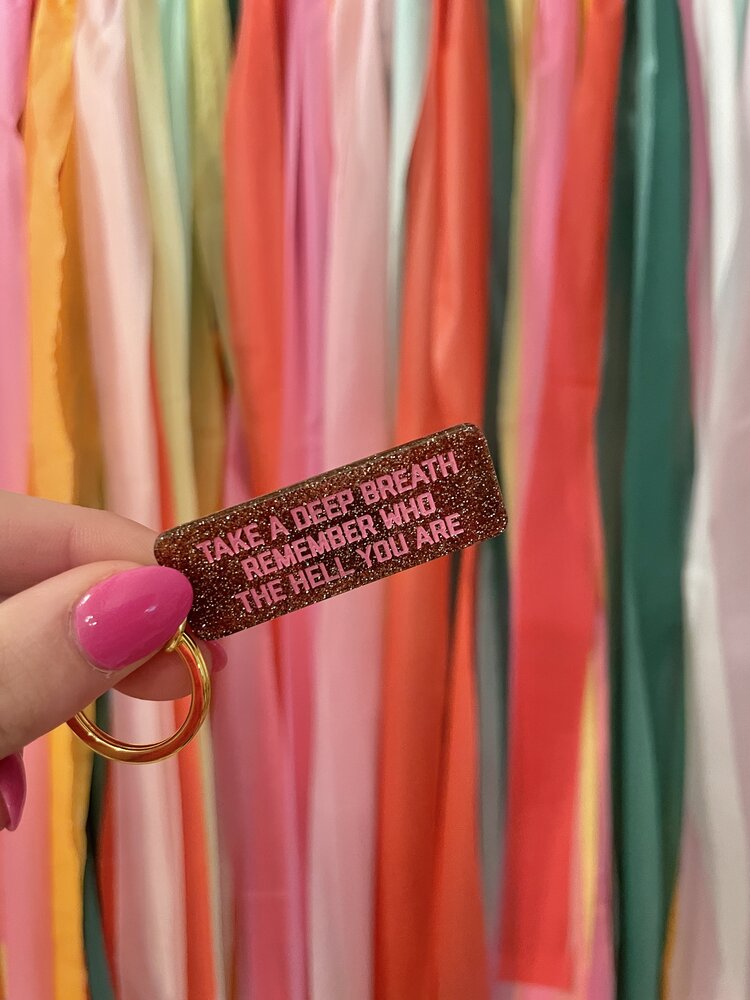 TAKE A DEEP BREATH
REMEMBER WHO
THE HELL YOU ARE